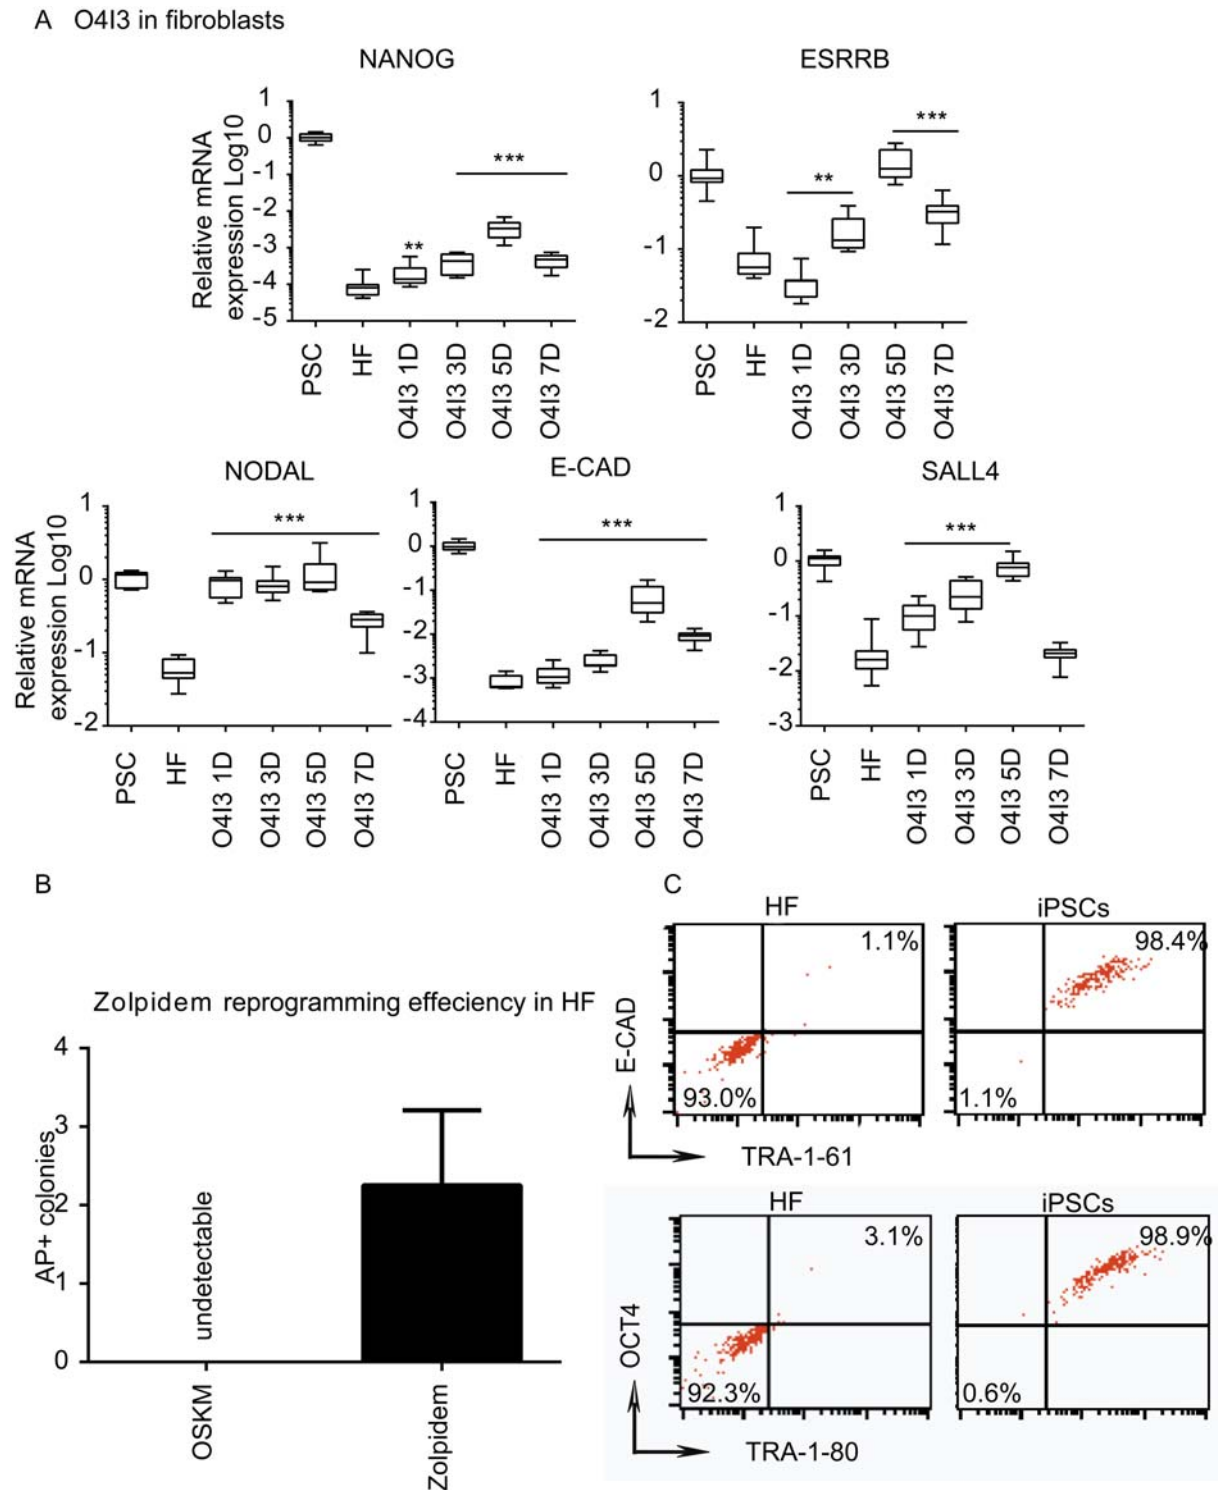 A O4I3 in fibroblasts
NANOG
Relative mRNA
expression Log10
1
0
-1
-2
-3
-4
-5
**
***
PSC
HF
O4I3 1D
O4I3 3D
O4I3 5D
O4I3 7D
ESRRB
1
0
-1
-2
**
***
PSC
HF
O4I3 1D
O4I3 3D
O4I3 5D
O4I3 7D
NODAL
Relative mRNA
expression Log10
1
0
-1
-2
***
PSC
HF
O4I3 1D
O4I3 3D
O4I3 5D
O4I3 7D
E-CAD
1
0
-1
-2
-3
-4
***
PSC
HF
O4I3 1D
O4I3 3D
O4I3 5D
O4I3 7D
SALL4
1
0
-1
-2
-3
***
PSC
HF
O4I3 1D
O4I3 3D
O4I3 5D
O4I3 7D
B
Zolpidem reprogramming effeciency in HF
AP+ colonies
4
3
2
1
0
undetectable
OSKM
Zolpidem
C
HF
1.1%
93.0%
iPSCs
98.4%
1.1%
E-CAD
TRA-1-61
HF
3.1%
92.3%
iPSCs
98.9%
0.6%
OCT4
TRA-1-80